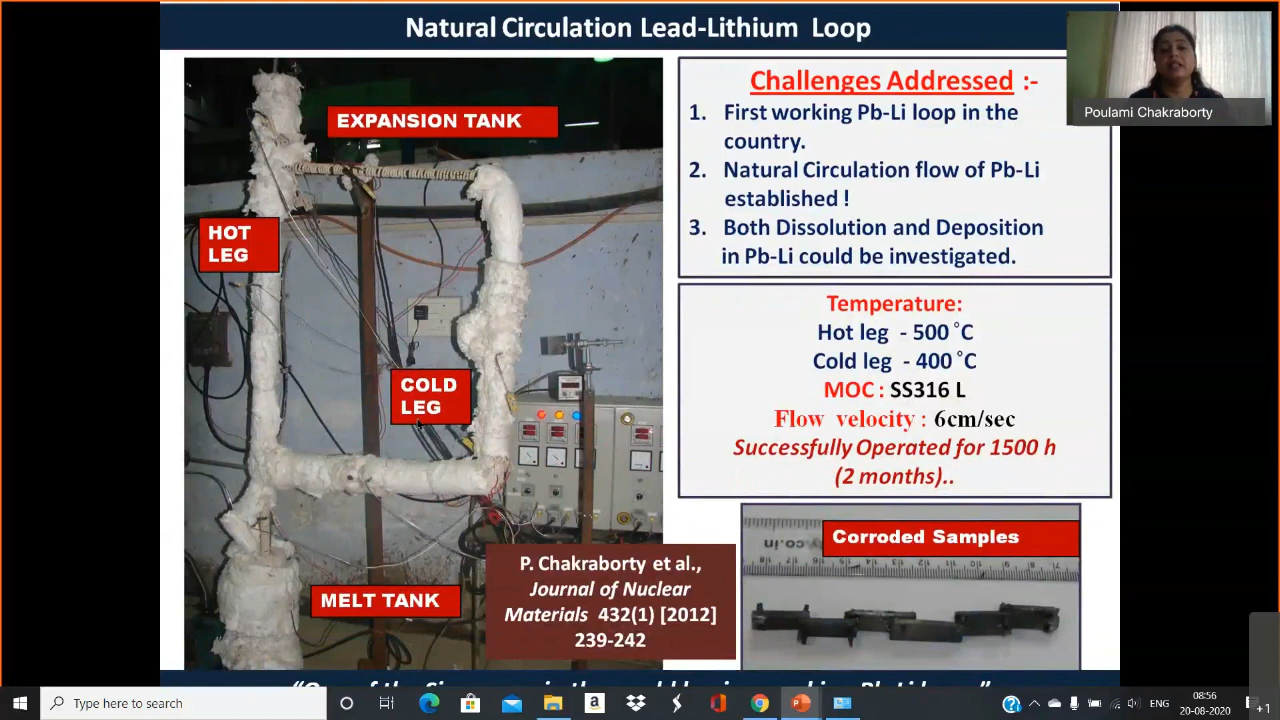 Natural Circulation Lead-Lithium Loop
Poulami Chakraborty
EXPANSION TANK
HOT
LEG
COLD
LEG
MELT TANK
Challenges Addressed :-
1. First working Pb-Li loop in the
country.
2. Natural Circulation flow of Pb-Li
established !
3. Both Dissolution and Deposition
in Pb-Li could be investigated.
Temperature:
Hot leg - 500 ˚C
Cold leg - 400 ˚C
MOC : SS316 L
Flow velocity : 6cm/sec
Successfully Operated for 1500 h
(2 months)..
P. Chakraborty et al.,
Journal of Nuclear
Materials 432(1) [2012]
239-242
Corroded Samples
Type here to search
ENG
08:56
20-08-2020
+1